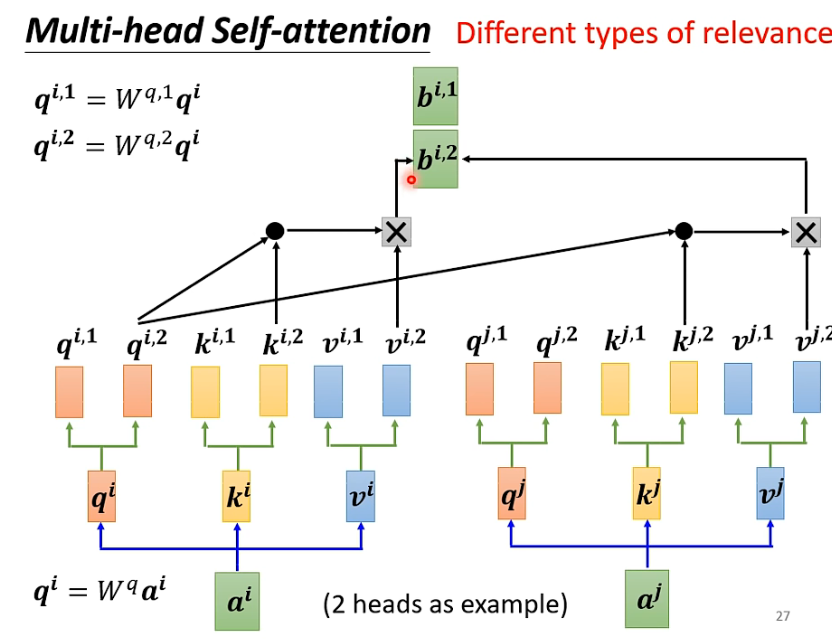 Multi-head Self-attention Different types of relevance
q^{i,1} = W^{q,1}q^i
q^{i,2} = W^{q,2}q^i
b^{i,1}
b^{i,2}
q^{i,1} q^{i,2} k^{i,1} k^{i,2} v^{i,1} v^{i,2} q^{j,1} q^{j,2} k^{j,1} k^{j,2} v^{j,1} v^{j,2}
q^i k^i v^i q^j k^j v^j
q^i = W^q a^i
a^i (2 heads as example) a^j
27